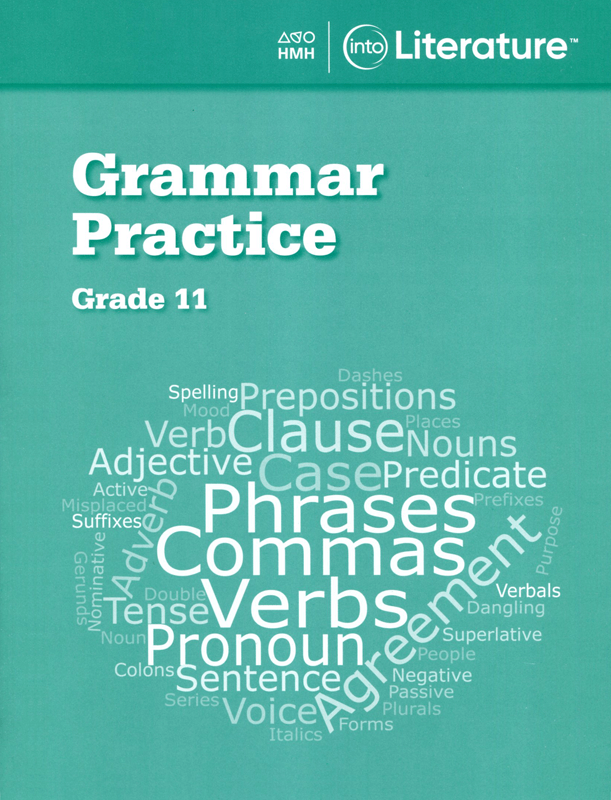 HMH
into Literature™
Grammar
Practice
Grade 11
Dashes
Spelling Prepositions
Mood Places
Verb Clause Nouns
Adjective Case Predicate
Active
Phrases Prefixes
Misplaced
Suffixes Adverb
Commas Purpose
Gerunds Nominative
Double Verbs Verbals
Tense Dangling
Noun Pronoun Agreement Superlative
People
Colons Sentence Negative
Series Passive
Voice Plurals
Forms
Italics